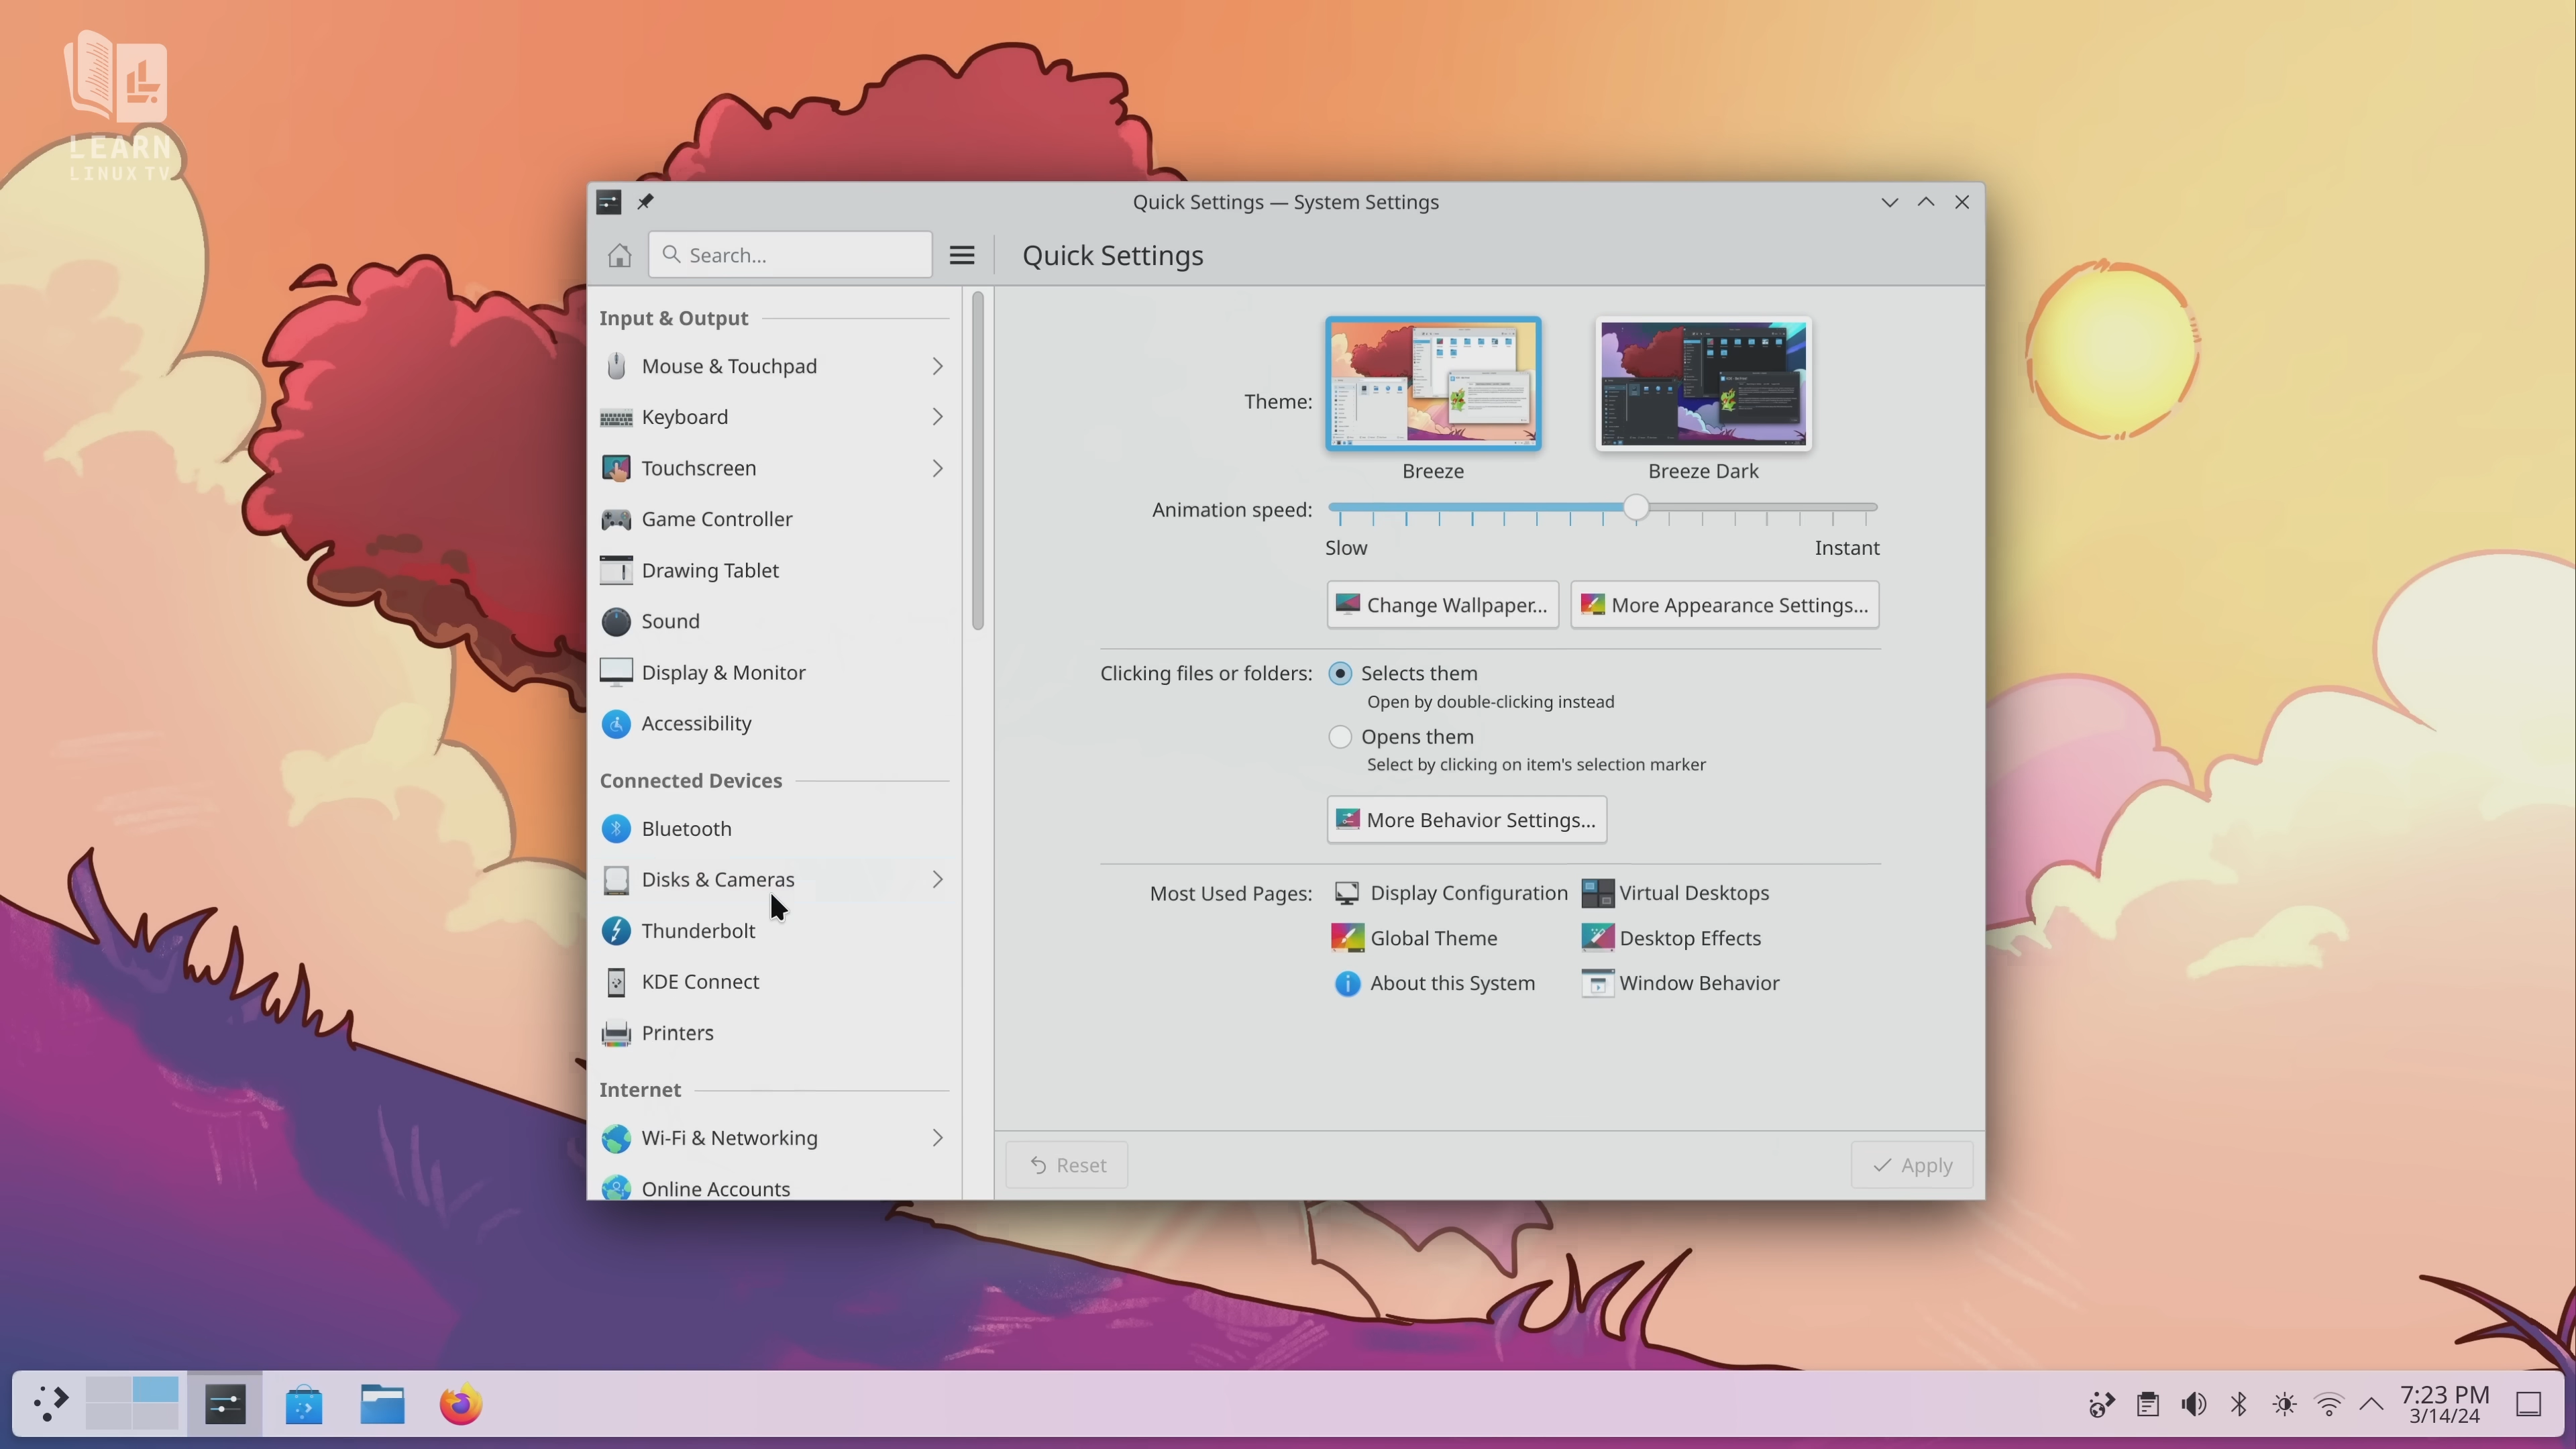 LEARN
LINUX TV
Quick Settings — System Settings
Search...
Quick Settings
Input & Output
Mouse & Touchpad
Keyboard
Touchscreen
Game Controller
Drawing Tablet
Sound
Display & Monitor
Accessibility
Connected Devices
Bluetooth
Disks & Cameras
Thunderbolt
KDE Connect
Printers
Internet
Wi-Fi & Networking
Online Accounts
Theme:
Breeze
Breeze Dark
Animation speed:
Slow
Instant
Change Wallpaper...
More Appearance Settings...
Clicking files or folders:
Selects them
Open by double-clicking instead
Opens them
Select by clicking on item's selection marker
More Behavior Settings...
Most Used Pages:
Display Configuration
Virtual Desktops
Global Theme
Desktop Effects
About this System
Window Behavior
Reset
Apply
7:23 PM
3/14/24